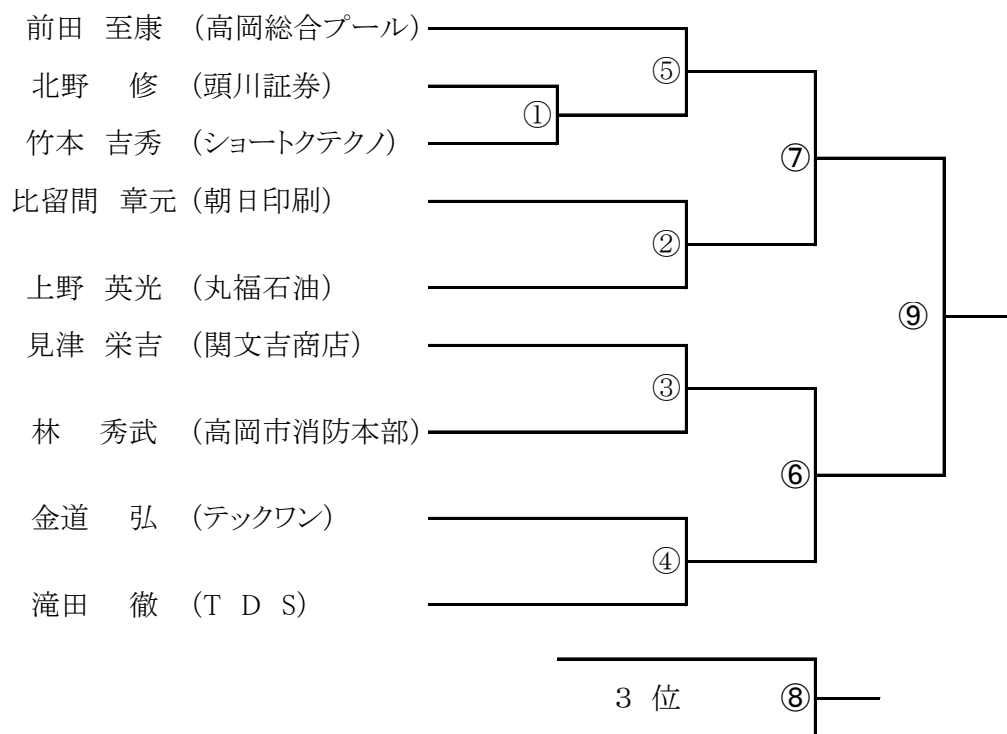 前田 至康 （高岡総合プール）
⑤
北野 修 （頭川証券）
①
竹本 吉秀 （ショートクテクノ）
⑦
比留間 章元 （朝日印刷）
②
上野 英光 （丸福石油）
⑨
見津 栄吉 （関文吉商店）
③
林 秀武 （高岡市消防本部）
⑥
金道 弘 （テックワン）
④
滝田 徹 （T D S）
3 位 ⑧